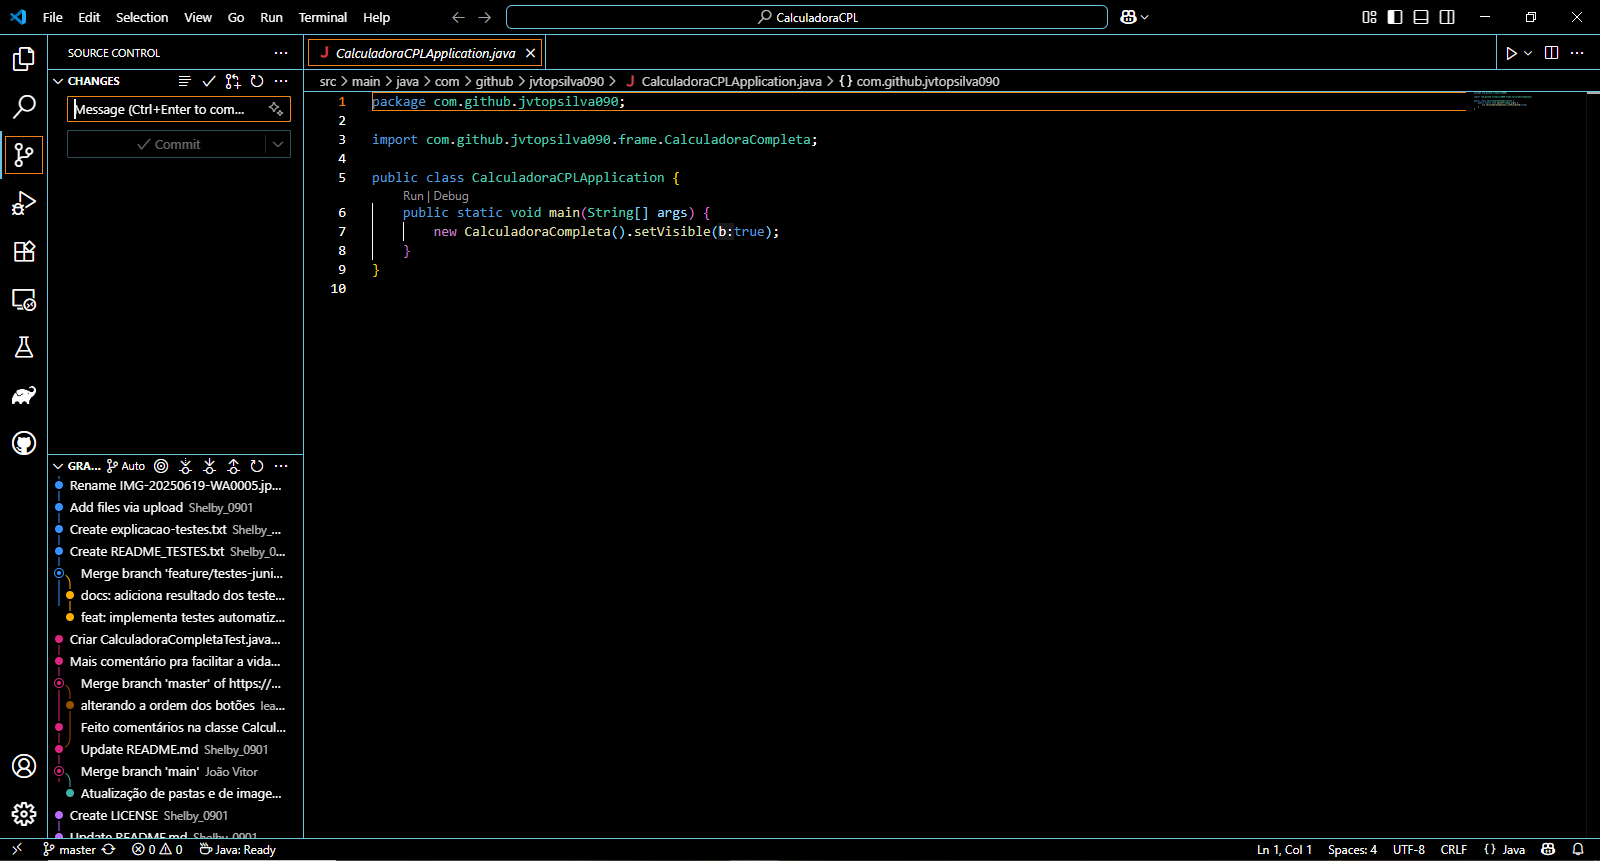 File Edit Selection View Go Run Terminal Help
CalculadoraCPL
SOURCE CONTROL
CHANGES
Message (Ctrl+Enter to com...
Commit
GRA... Auto
Rename IMG-20250619-WA0005.jp...
Add files via upload Shelby_0901
Create explicacao-testes.txt Shelby_...
Create README_TESTES.txt Shelby_0...
Merge branch 'feature/testes-juni...
docs: adiciona resultado dos teste...
feat: implementa testes automatiz...
Criar CalculadoraCompletaTest.java...
Mais comentário pra facilitar a vida...
Merge branch 'master' of https://...
alterando a ordem dos botões lea...
Feito comentários na classe Calcul...
Update README.md Shelby_0901
Merge branch 'main' João Vitor
Atualização de pastas e de image...
Create LICENSE Shelby_0901
Update README.md Shelby_0901
CalculadoraCPLApplication.java
src > main > java > com > github > jvtopsilva090 > CalculadoraCPLApplication.java > {} com.github.jvtopsilva090
1 package com.github.jvtopsilva090;
2
3 import com.github.jvtopsilva090.frame.CalculadoraCompleta;
4
5 public class CalculadoraCPLApplication {
Run | Debug
6 public static void main(String[] args) {
7 new CalculadoraCompleta().setVisible(b:true);
8 }
9 }
10
master 0 0 Java: Ready
Ln 1, Col 1 Spaces: 4 UTF-8 CRLF {} Java